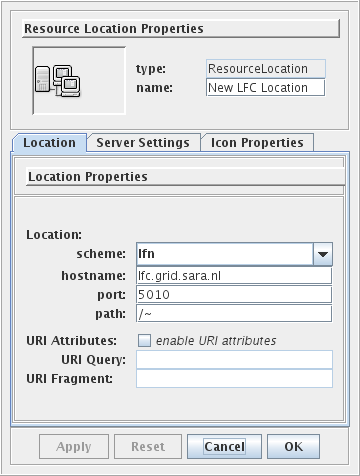 Resource Location Properties
type: ResourceLocation
name: New LFC Location
Location Server Settings Icon Properties
Location Properties
Location:
scheme: lfn
hostname: lfc.grid.sara.nl
port: 5010
path: /~
URI Attributes: enable URI attributes
URI Query:
URI Fragment:
Apply Reset Cancel OK